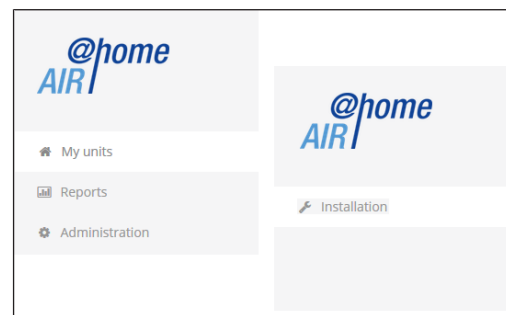 @home
AIR
My units
Reports
Administration
@home
AIR
Installation